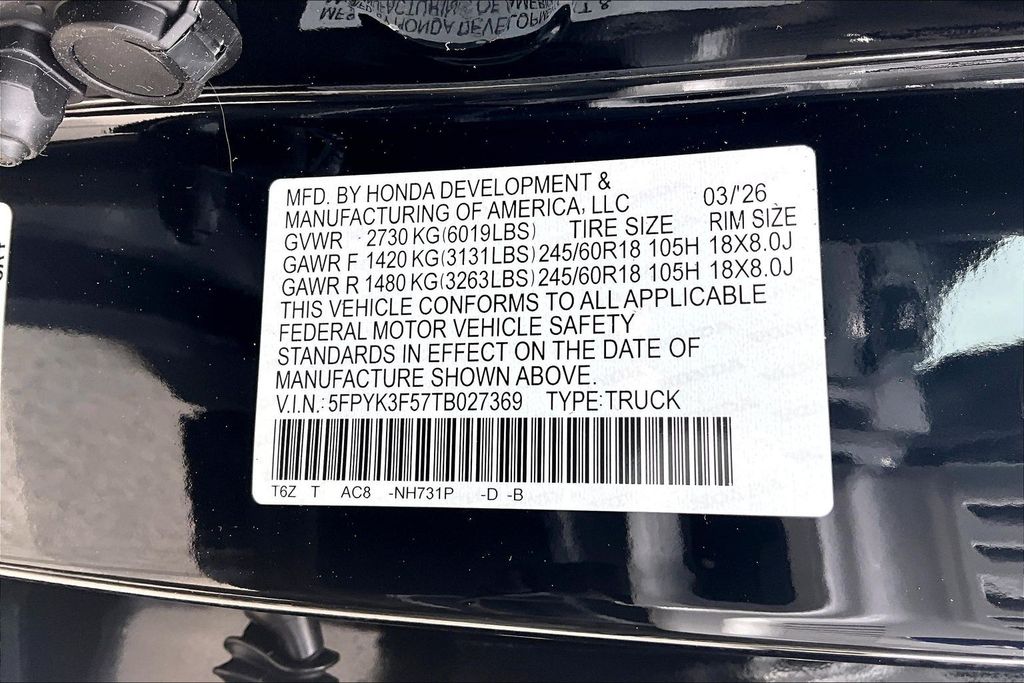 MFD. BY HONDA DEVELOPMENT &
MANUFACTURING OF AMERICA, LLC 03/'26
GVWR 2730 KG(6019LBS) TIRE SIZE RIM SIZE
GAWR F 1420 KG(3131LBS) 245/60R18 105H 18X8.0J
GAWR R 1480 KG(3263LBS) 245/60R18 105H 18X8.0J
THIS VEHICLE CONFORMS TO ALL APPLICABLE
FEDERAL MOTOR VEHICLE SAFETY
STANDARDS IN EFFECT ON THE DATE OF
MANUFACTURE SHOWN ABOVE.
V.I.N.: 5FPYK3F57TB027369 TYPE: TRUCK
T6Z T AC8 -NH731P -D -B